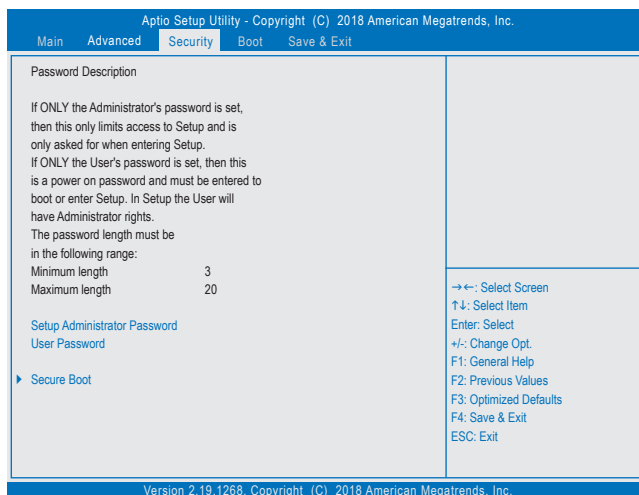 Aptio Setup Utility - Copyright (C) 2018 American Megatrends, Inc.
Main Advanced Security Boot Save & Exit
Password Description
If ONLY the Administrator's password is set,
then this only limits access to Setup and is
only asked for when entering Setup.
If ONLY the User's password is set, then this
is a power on password and must be entered to
boot or enter Setup. In Setup the User will
have Administrator rights.
The password length must be
in the following range:
Minimum length 3
Maximum length 20
Setup Administrator Password
User Password
Secure Boot
→←: Select Screen
↑↓: Select Item
Enter: Select
+/-: Change Opt.
F1: General Help
F2: Previous Values
F3: Optimized Defaults
F4: Save & Exit
ESC: Exit
Version 2.19.1268. Copyright (C) 2018 American Megatrends, Inc.